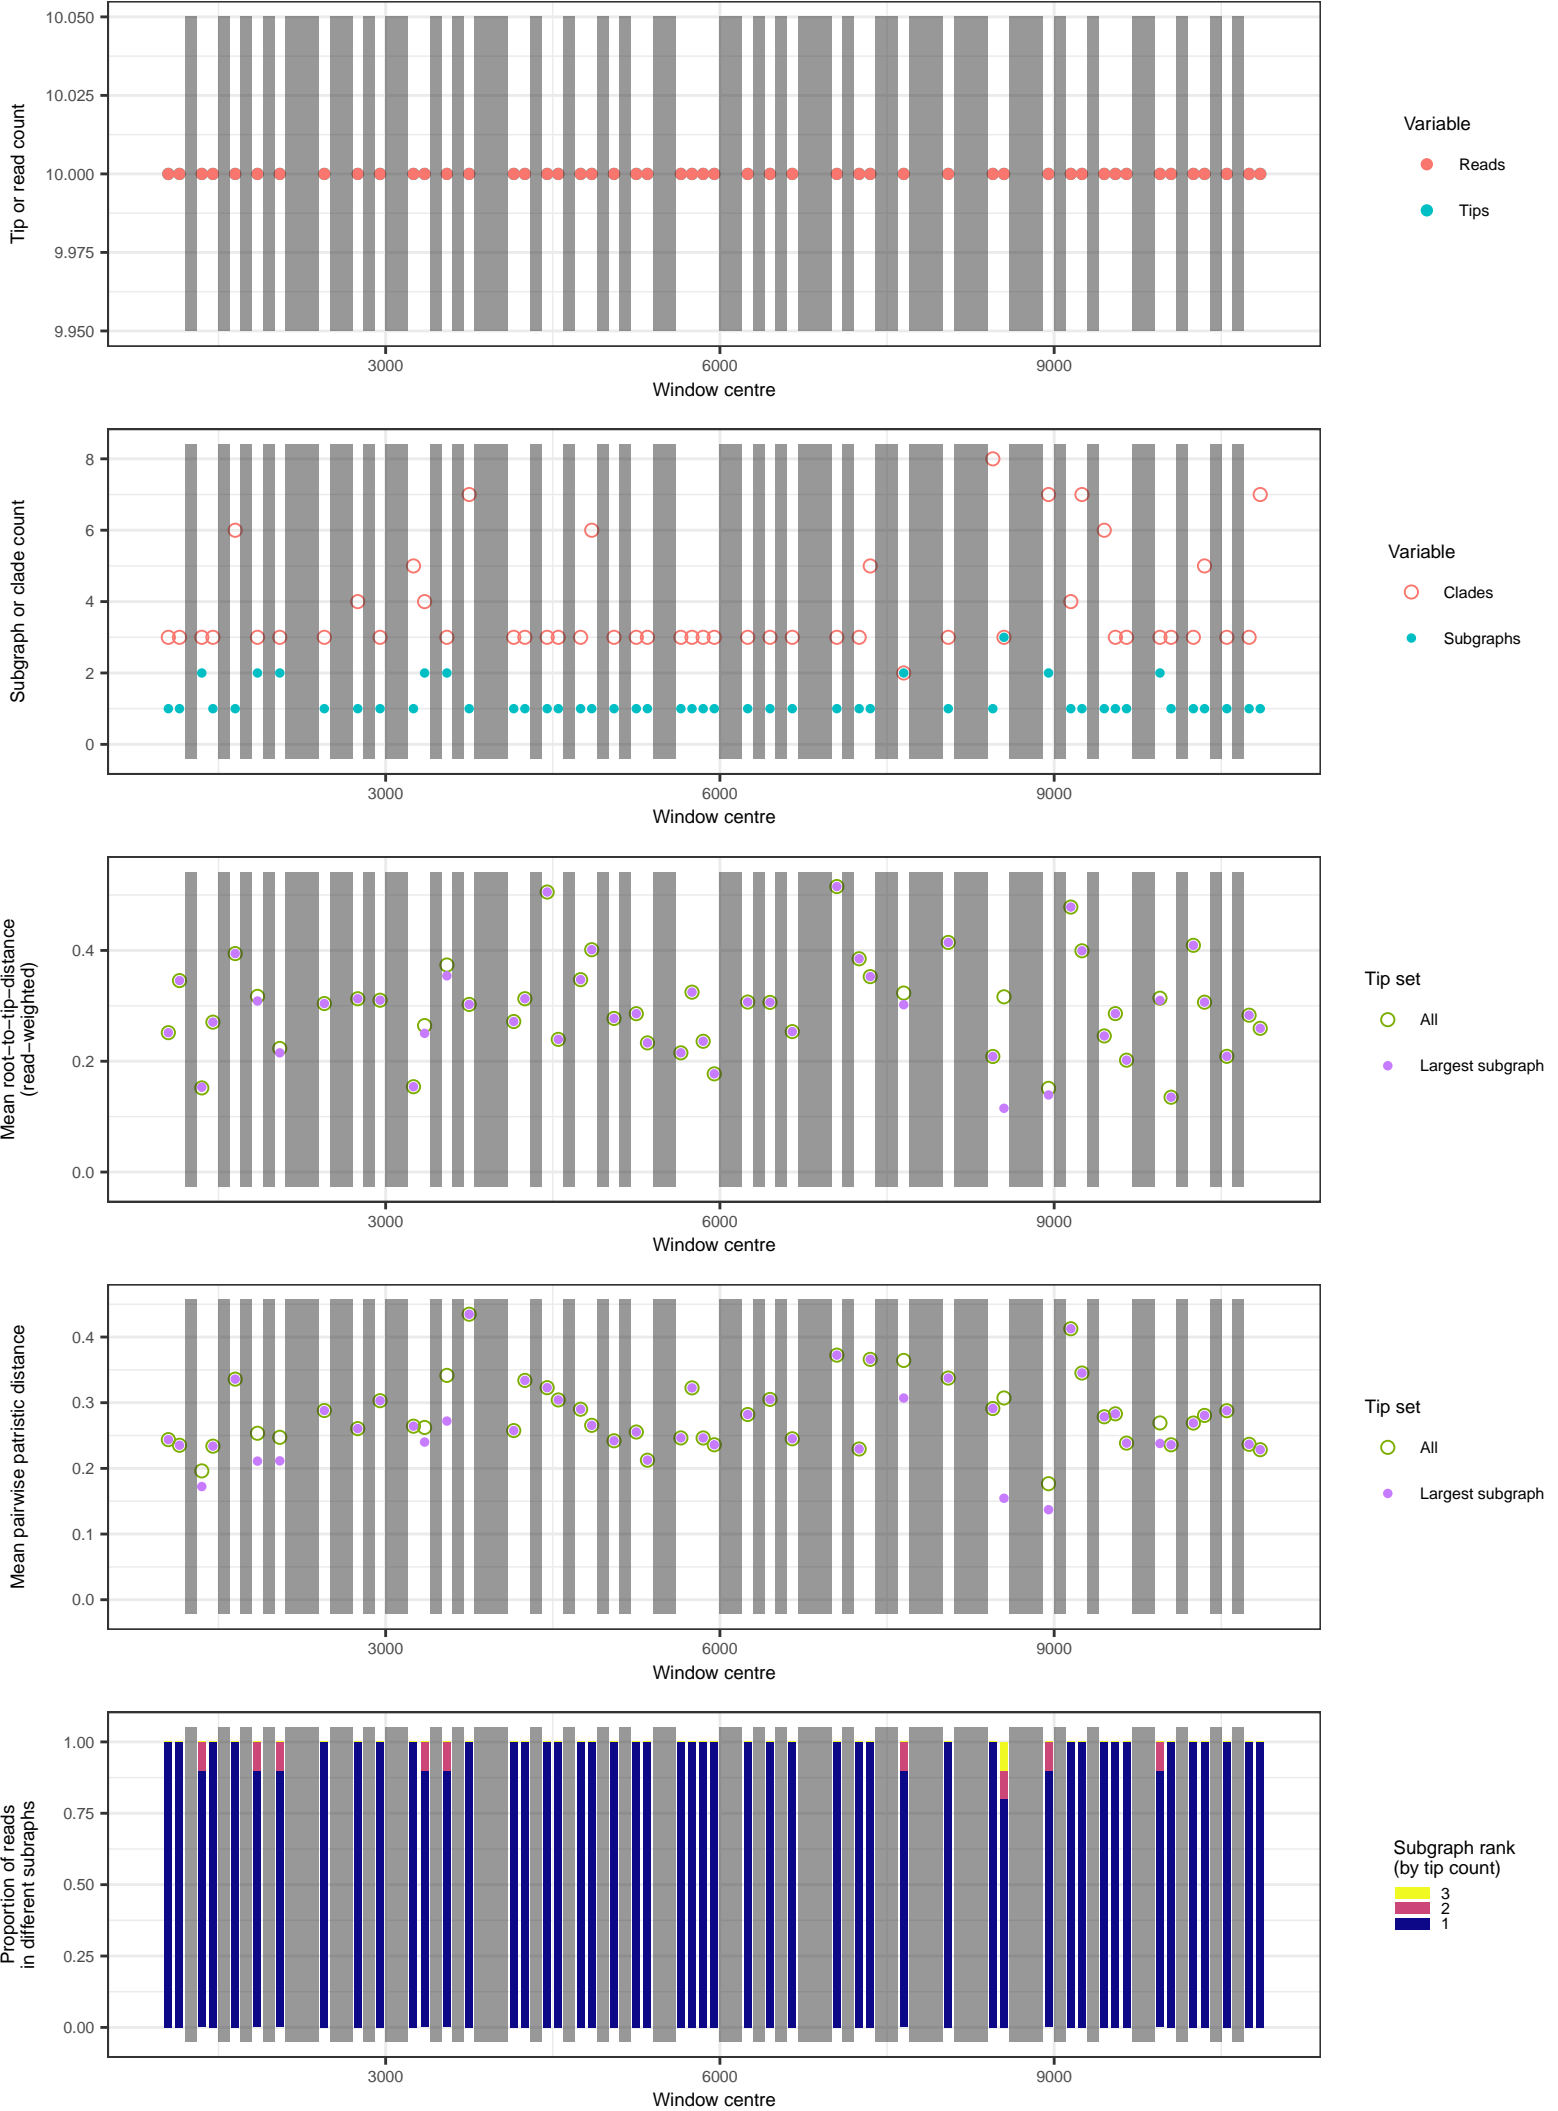 10.050
10.025
10.000
9.975
9.950
Tip or read count
3000
6000
9000
Window centre
Variable
Reads
Tips
8
6
4
2
0
Subgraph or clade count
3000
6000
9000
Window centre
Variable
Clades
Subgraphs
0.4
0.2
0.0
Mean root−to−tip−distance
(read−weighted)
3000
6000
9000
Window centre
Tip set
All
Largest subgraph
0.4
0.3
0.2
0.1
0.0
Mean pairwise patristic distance
3000
6000
9000
Window centre
Tip set
All
Largest subgraph
1.00
0.75
0.50
0.25
0.00
Proportion of reads
in different subraphs
3000
6000
9000
Window centre
Subgraph rank
(by tip count)
3
2
1